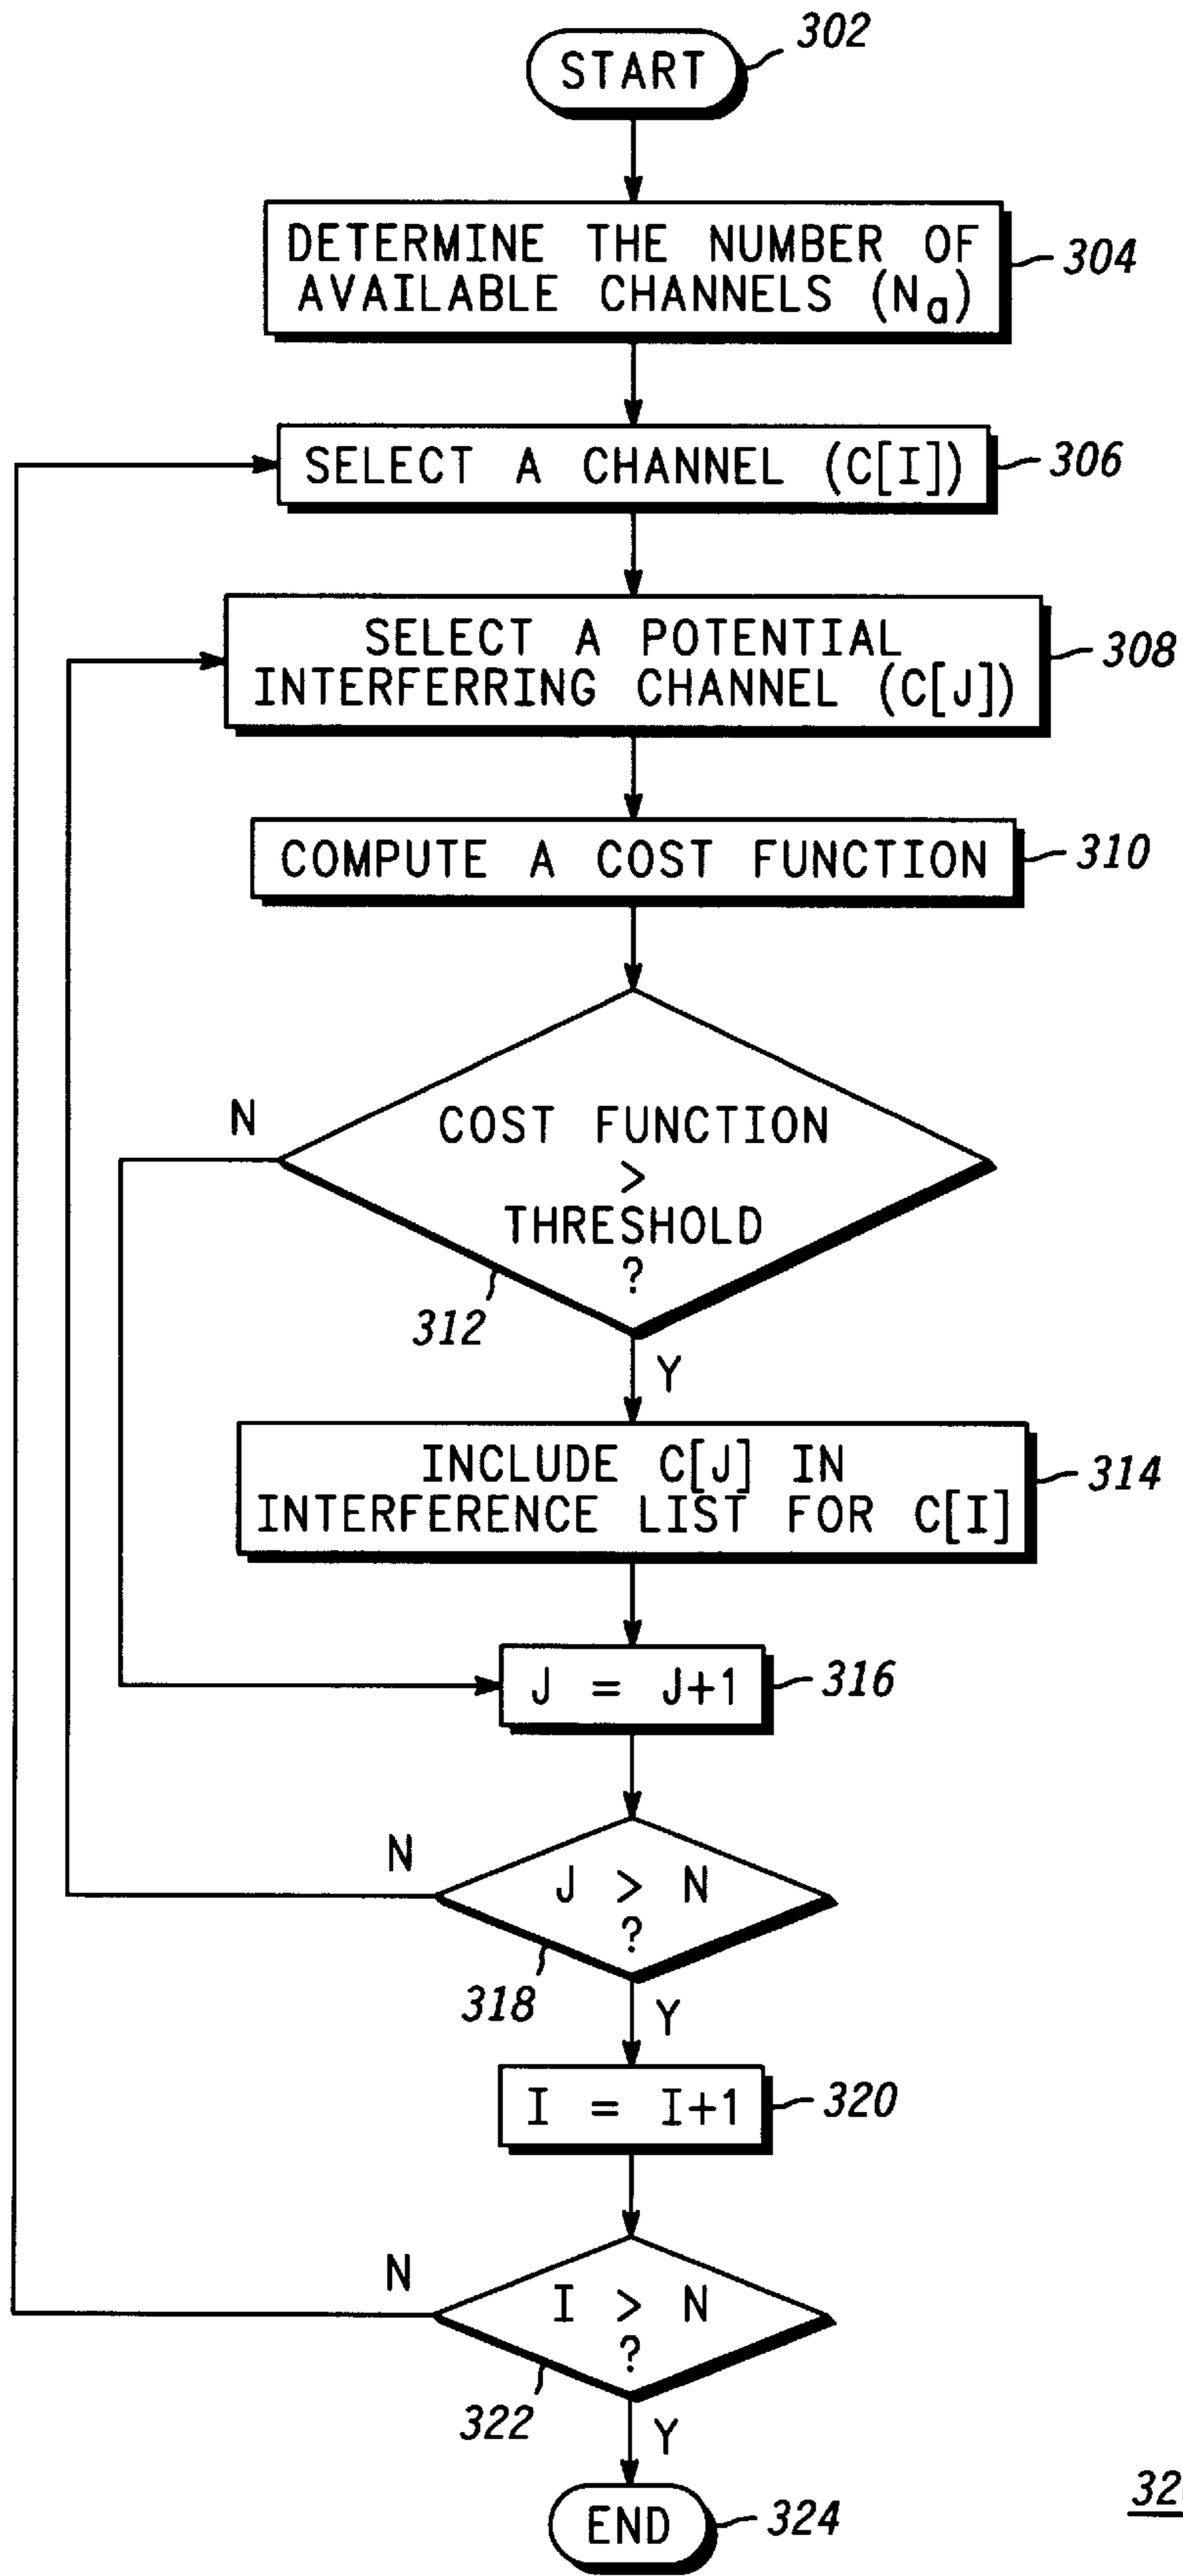 START
302
DETERMINE THE NUMBER OF
AVAILABLE CHANNELS (Na)
304
SELECT A CHANNEL (C[I])
306
SELECT A POTENTIAL
INTERFERRING CHANNEL (C[J])
308
COMPUTE A COST FUNCTION
310
N
COST FUNCTION
>
THRESHOLD
?
312
Y
INCLUDE C[J] IN
INTERFERENCE LIST FOR C[I]
314
J = J+1
316
N
J > N
?
318
Y
I = I+1
320
N
I > N
?
322
Y
END
324